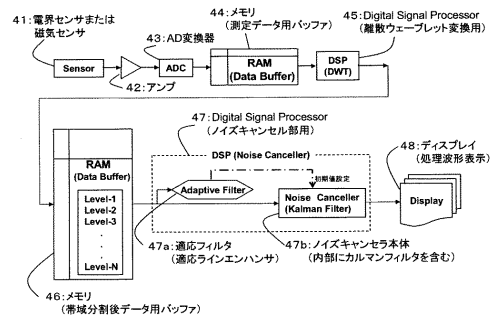 41:電界センサまたは
磁気センサ
43:AD変換器
44:メモリ
(測定データ用バッファ)
45:Digital Signal Processor
(離散ウェーブレット変換用)
Sensor
ADC
RAM
(Data Buffer)
DSP
(DWT)
42:アンプ
47:Digital Signal Processor
(ノイズキャンセル部用)
DSP (Noise Canceller)
48:ディスプレイ
(処理波形表示)
RAM
(Data Buffer)
初期値設定
Level-1
Level-2
Level-3
Level-N
Adaptive Filter
Noise Canceller
(Kalman Filter)
Display
47a:適応フィルタ
(適応ラインエンハンサ)
47b:ノイズキャンセラ本体
(内部にカルマンフィルタを含む)
46:メモリ
(帯域分割後データ用バッファ)